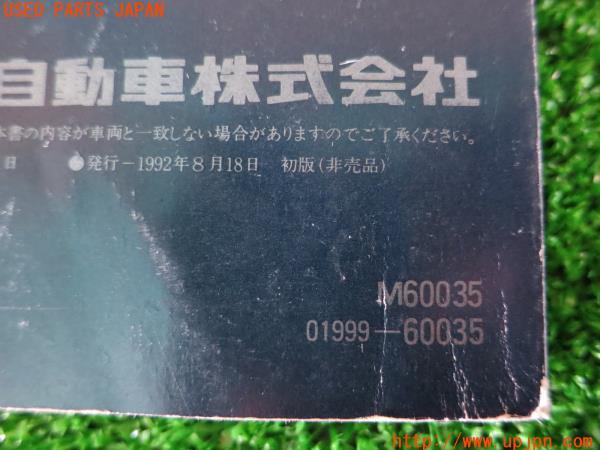 USED PARTS JAPAN
自動車株式会社
本書の内容が車両と一致しない場合がありますのでご了承ください。
日 ●発行－1992年8月18日 初版(非売品)
M60035
01999－60035
http://www.upjpn.com/